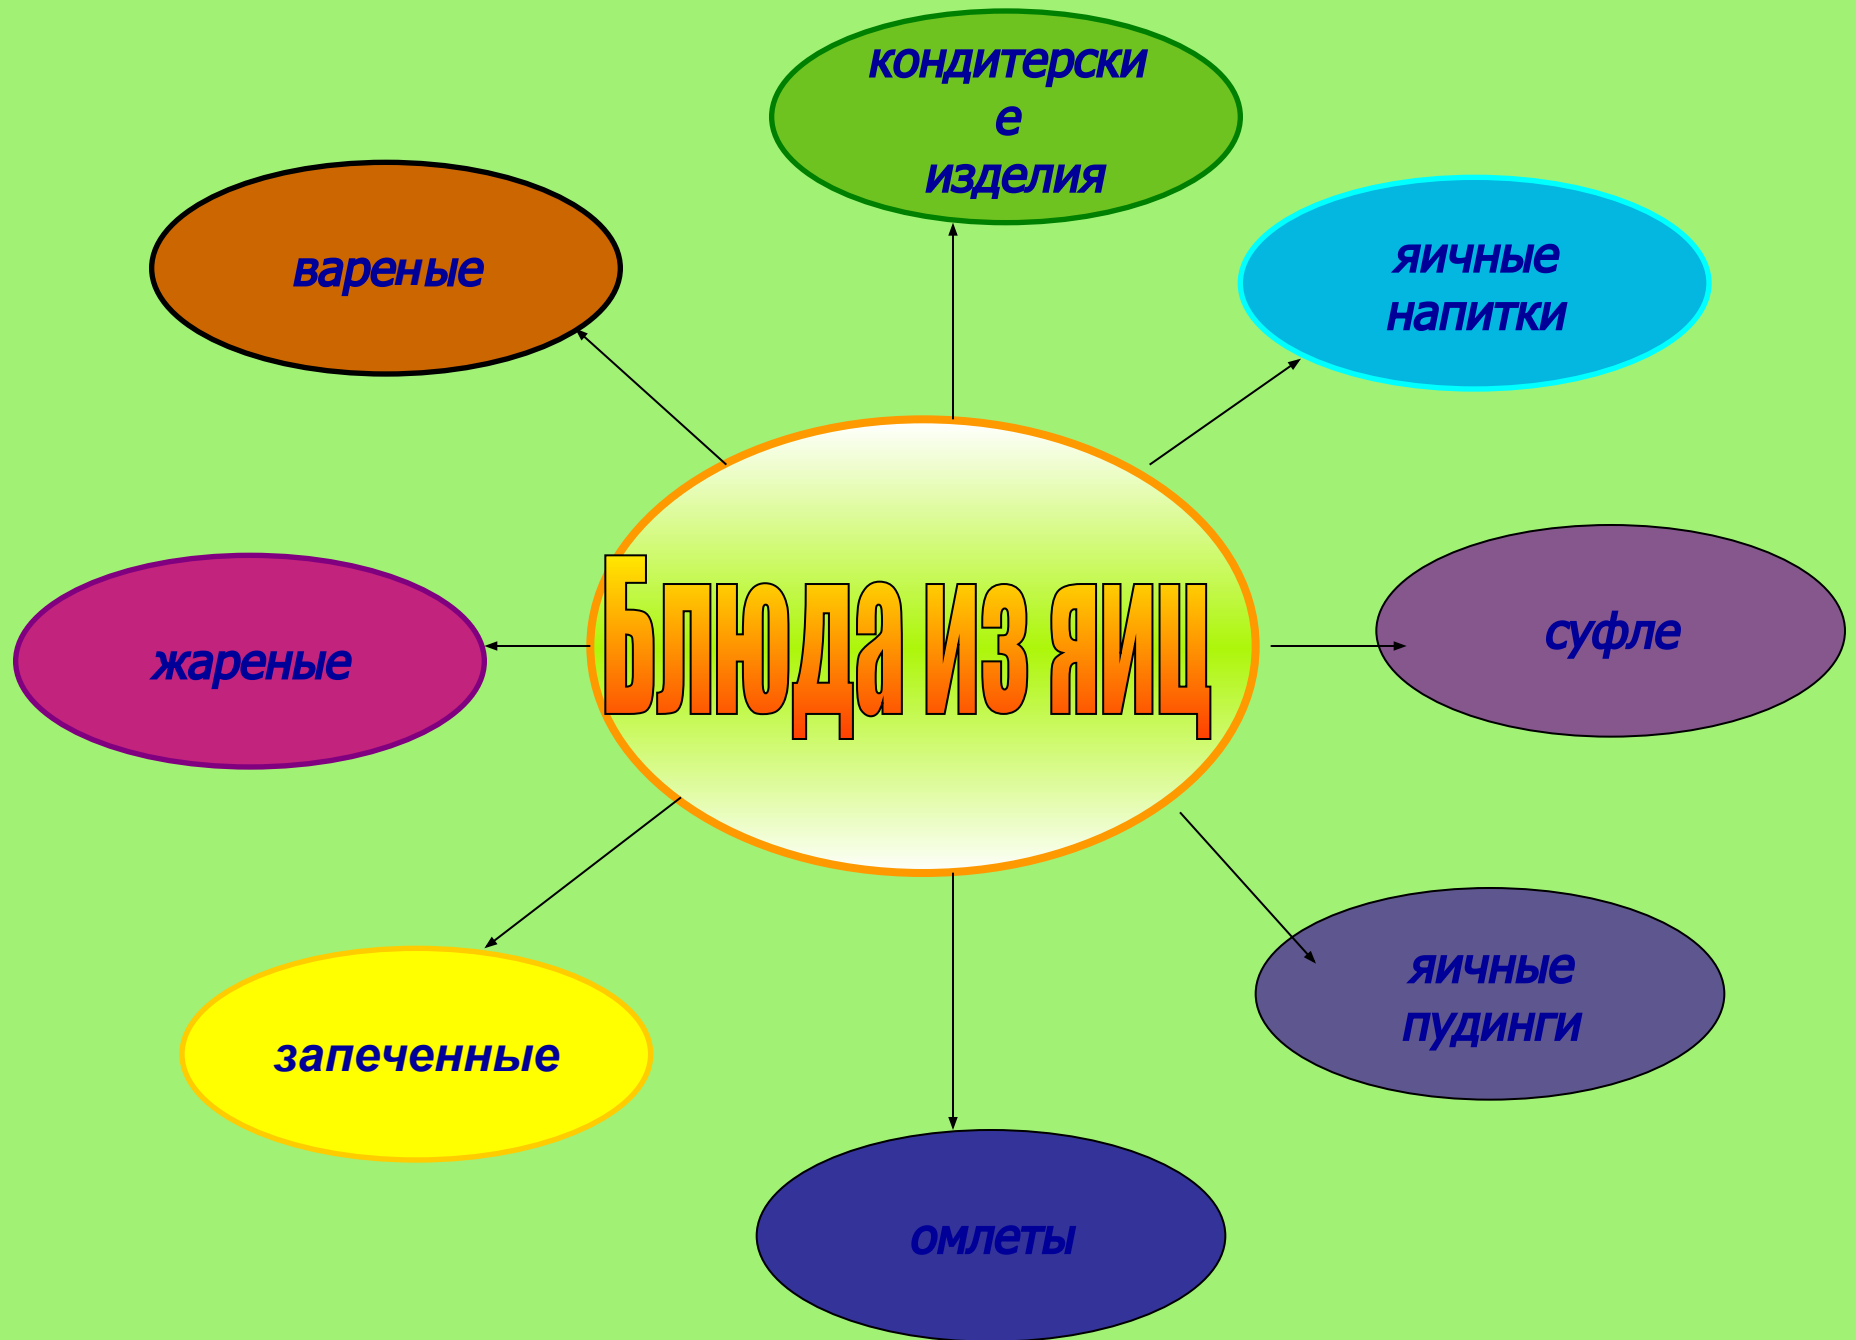 кондитерски
е
изделия
вареные
яичные
напитки
Блюда из яиц
жареные
суфле
запеченные
яичные
пудинги
омлеты